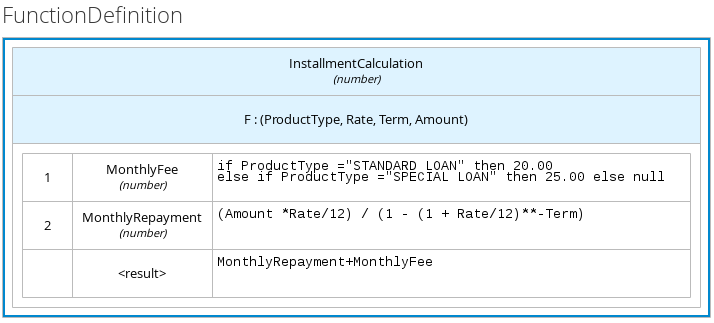 FunctionDefinition
InstallmentCalculation
(number)
F : (ProductType, Rate, Term, Amount)
1
MonthlyFee
(number)
if ProductType ="STANDARD LOAN" then 20.00
else if ProductType ="SPECIAL LOAN" then 25.00 else null
2
MonthlyRepayment
(number)
(Amount *Rate/12) / (1 - (1 + Rate/12)**-Term)
<result>
MonthlyRepayment+MonthlyFee